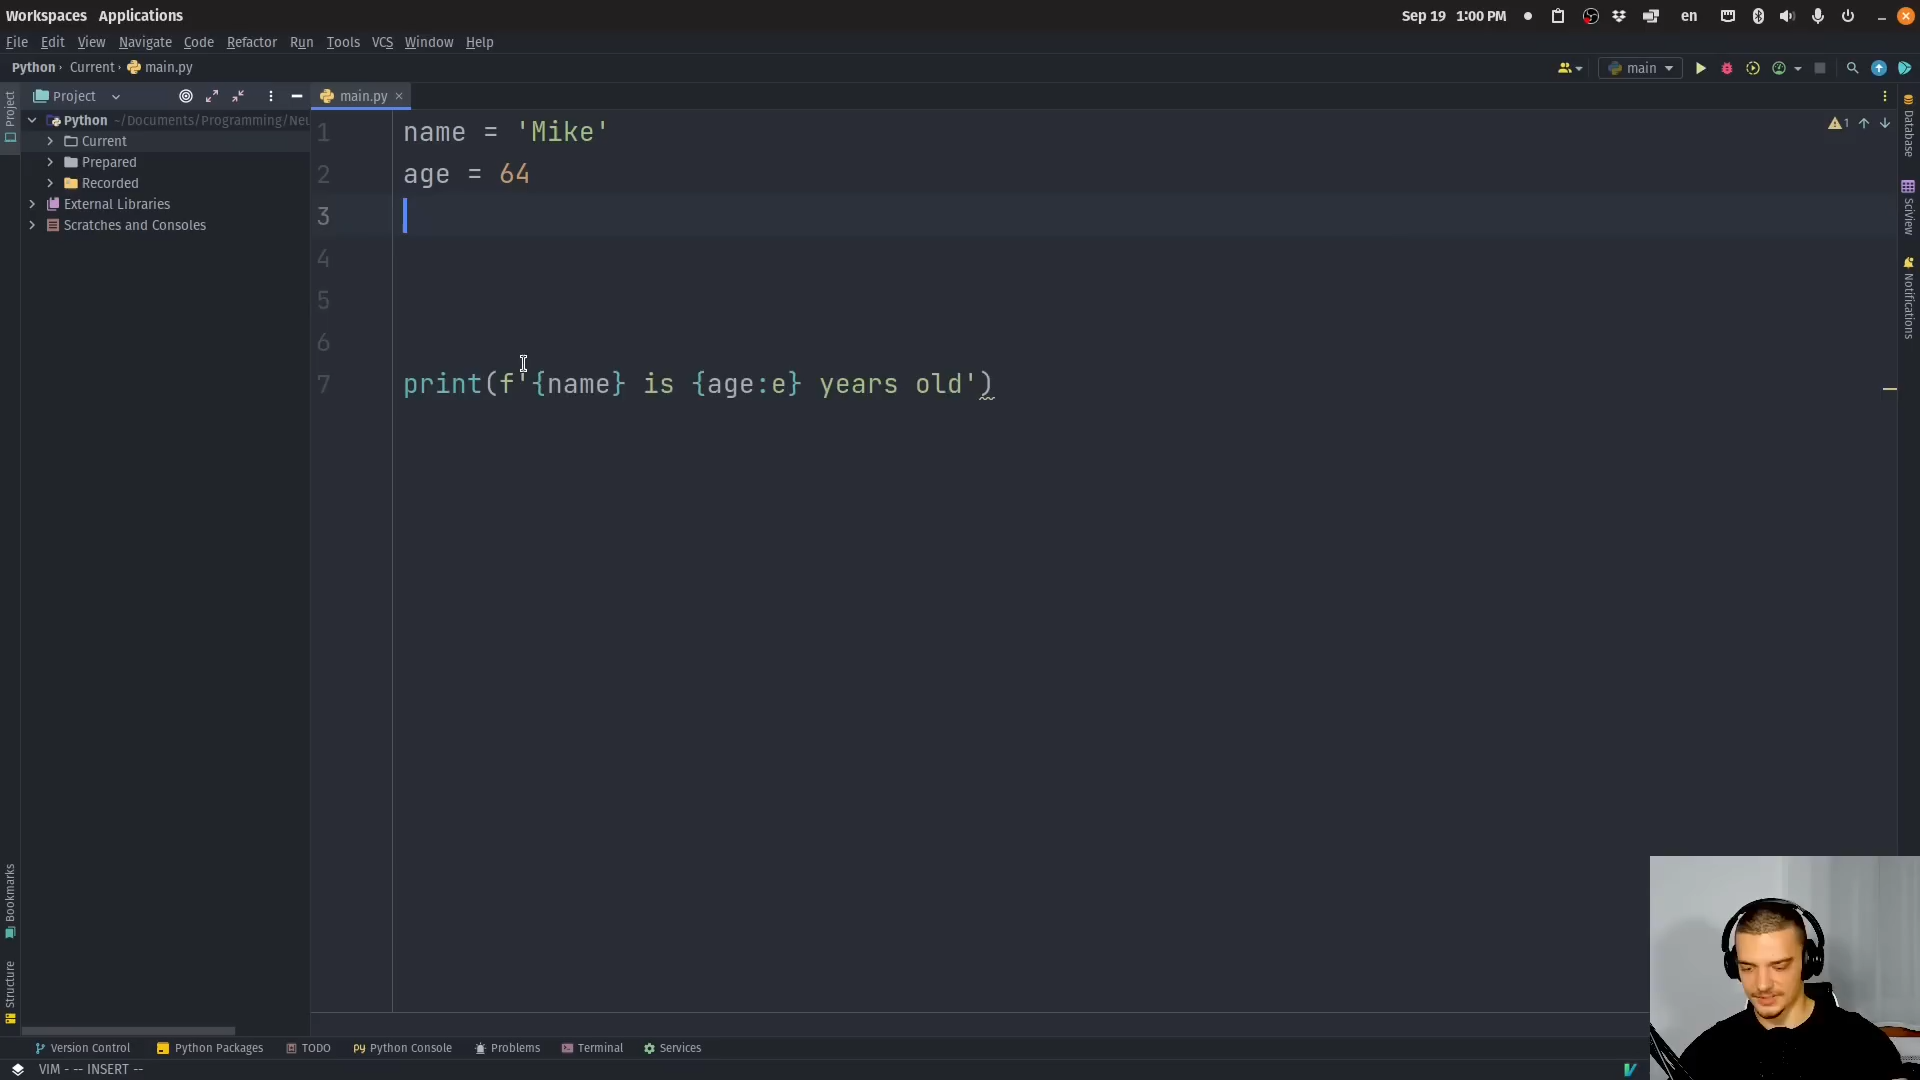 Workspaces Applications Sep 19 1:00 PM en
File Edit View Navigate Code Refactor Run Tools VCS Window Help
Python Current main.py main
Project main.py
Project
Python ~/Documents/Programming/Neu
Current
Prepared
Recorded
External Libraries
Scratches and Consoles
1 name = 'Mike'
2 age = 64
3
4
5
6
7 print(f'{name} is {age:e} years old')
1
Database
SciView
Notifications
Bookmarks
Structure
Version Control Python Packages TODO Python Console Problems Terminal Services
VIM - -- INSERT --